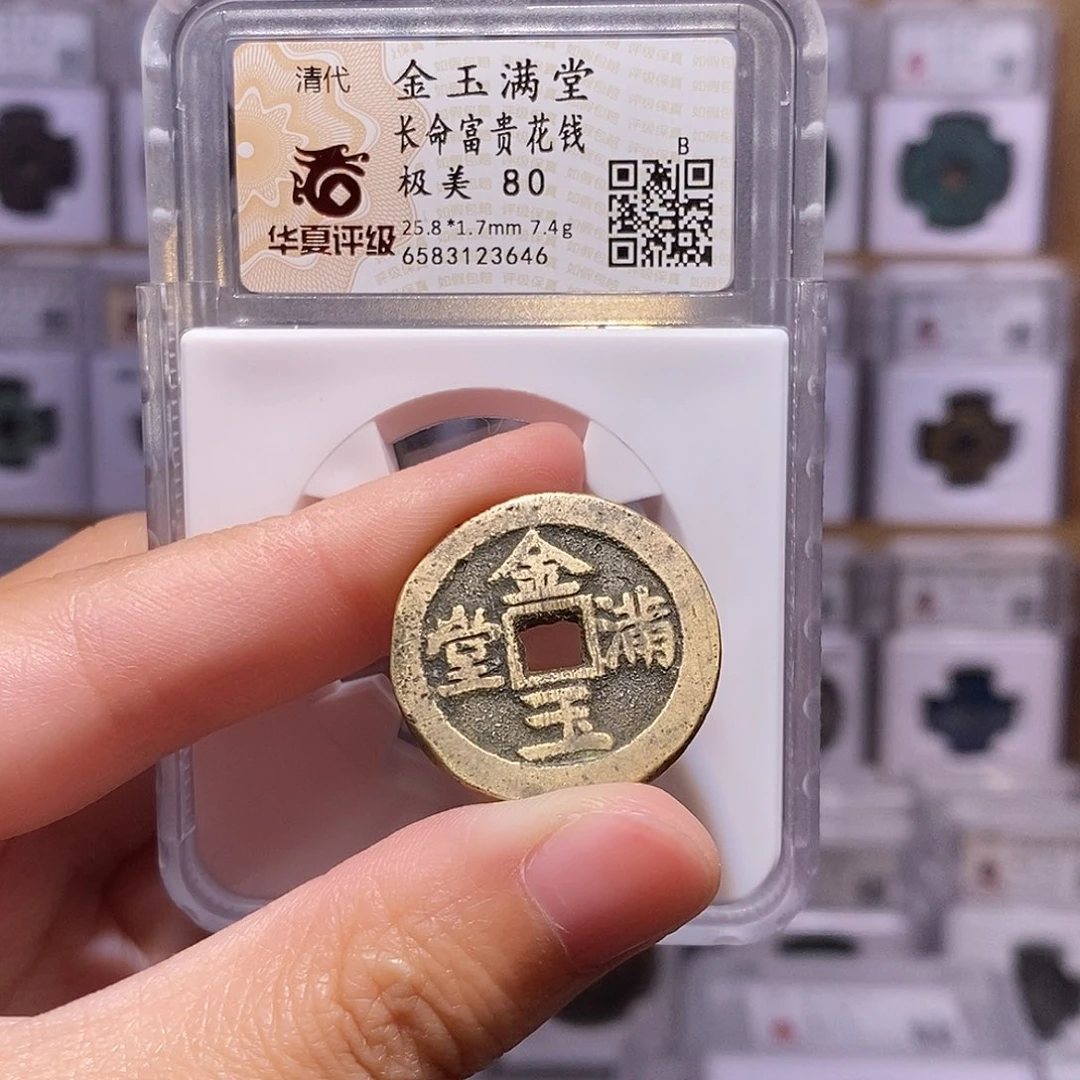 清代
金玉满堂
长命富贵花钱
极美 80
25.8*1.7mm 7.4g
6583123646
华夏评级
B
金玉满堂